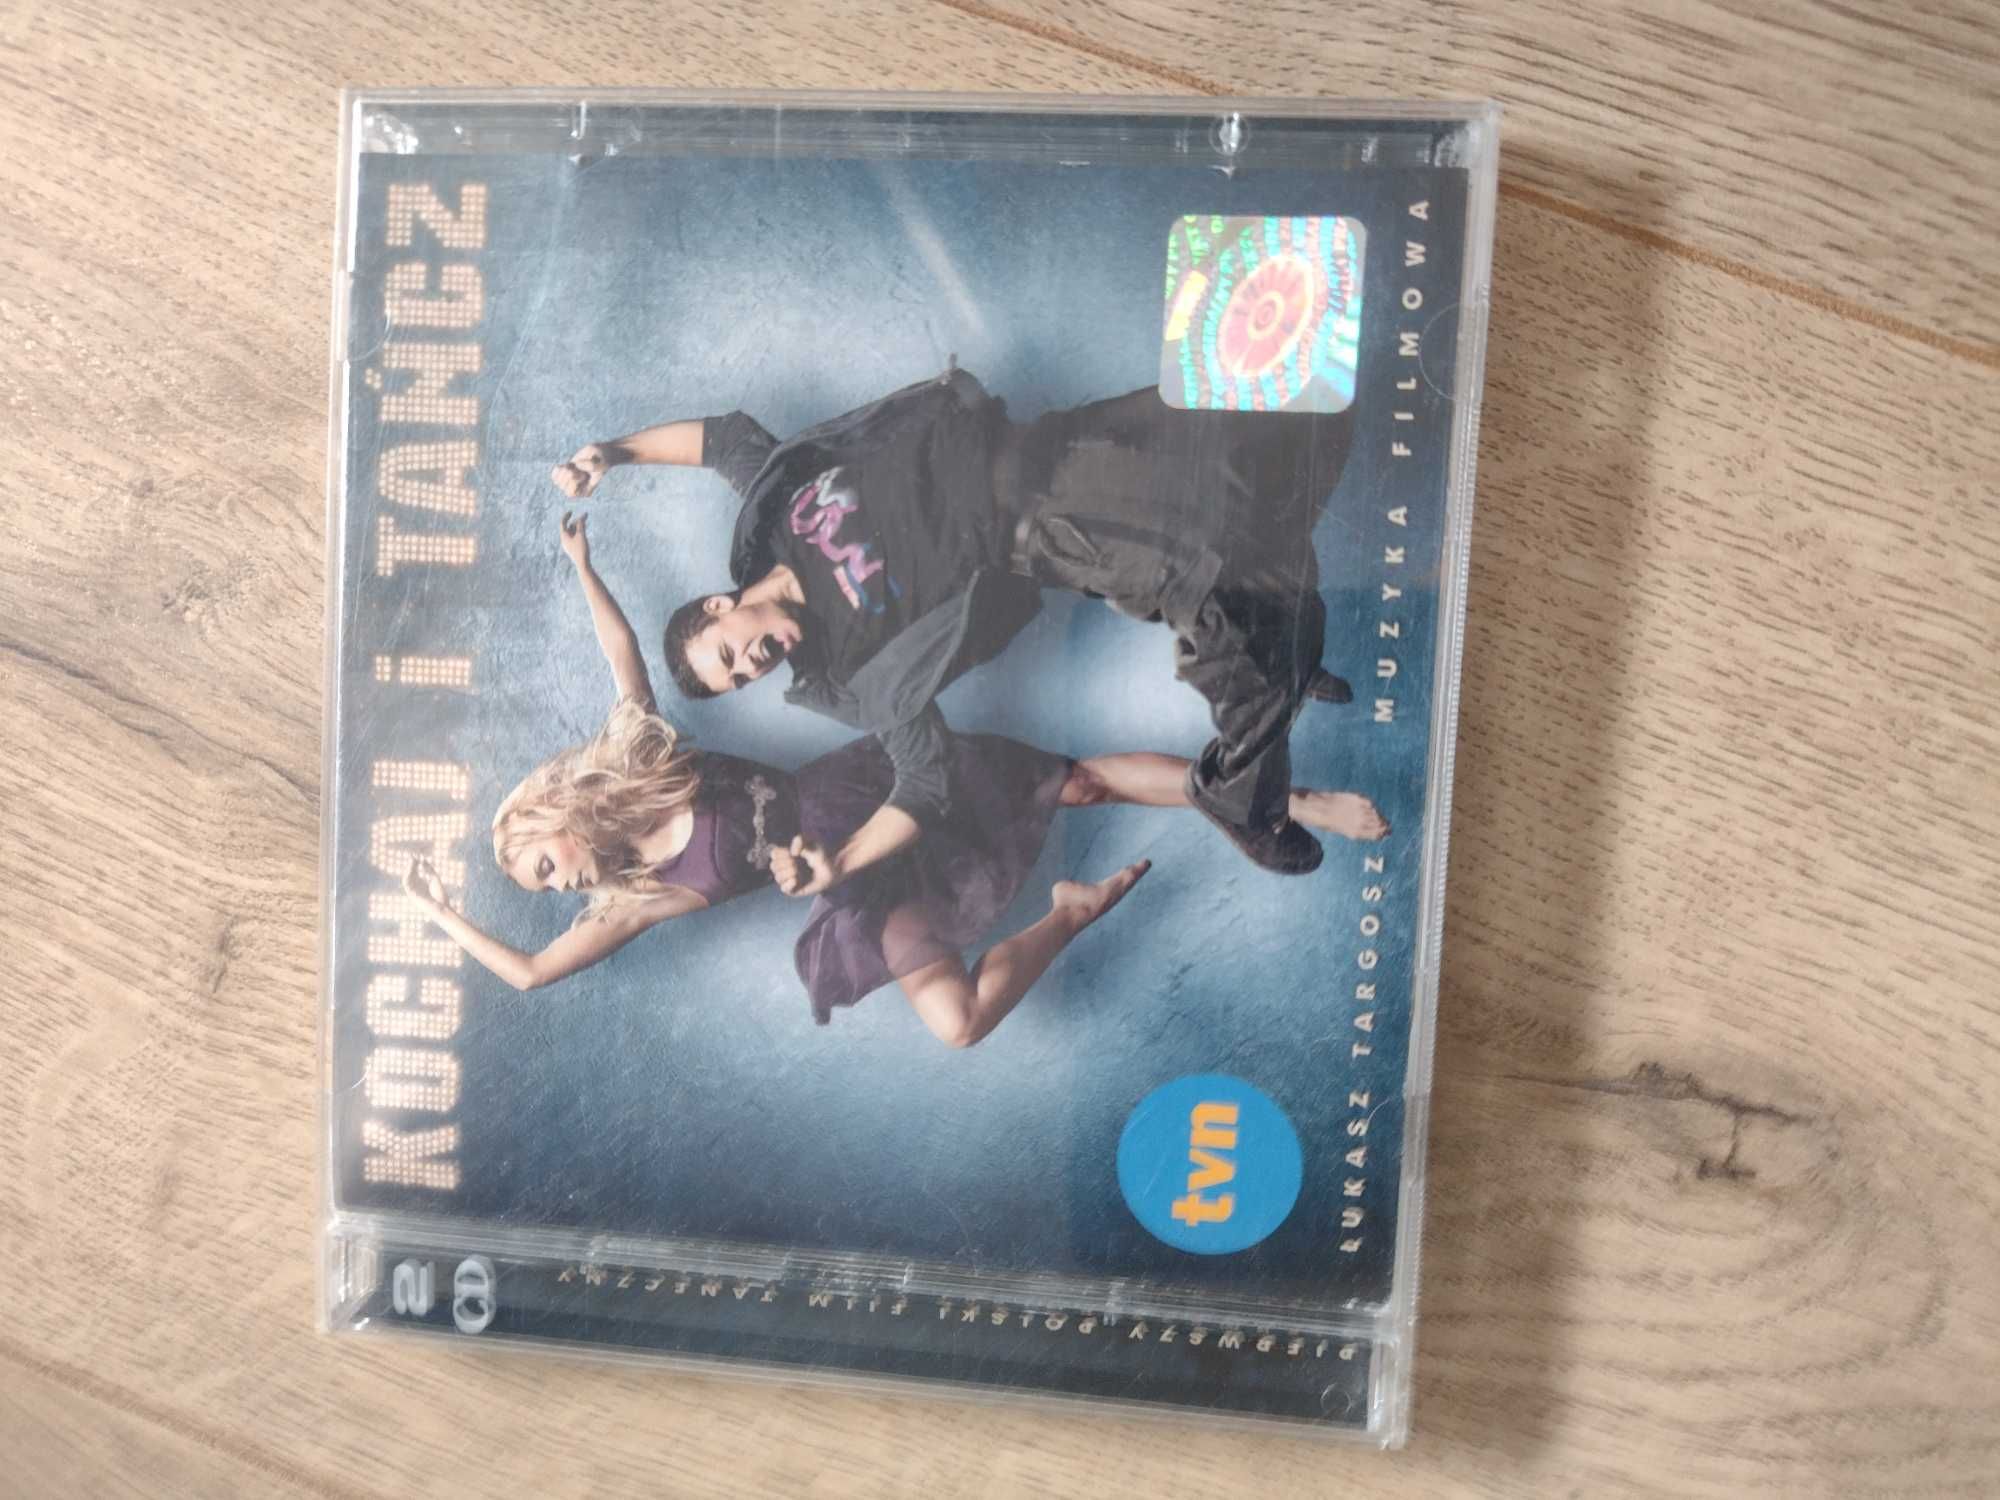 KOCHAJ i TAŃCZ
tvn
ŁUKASZ TARGOSZ MUZYKA FILMOWA
2
CD
PIERWSZY POLSKI FILM TANECZNY